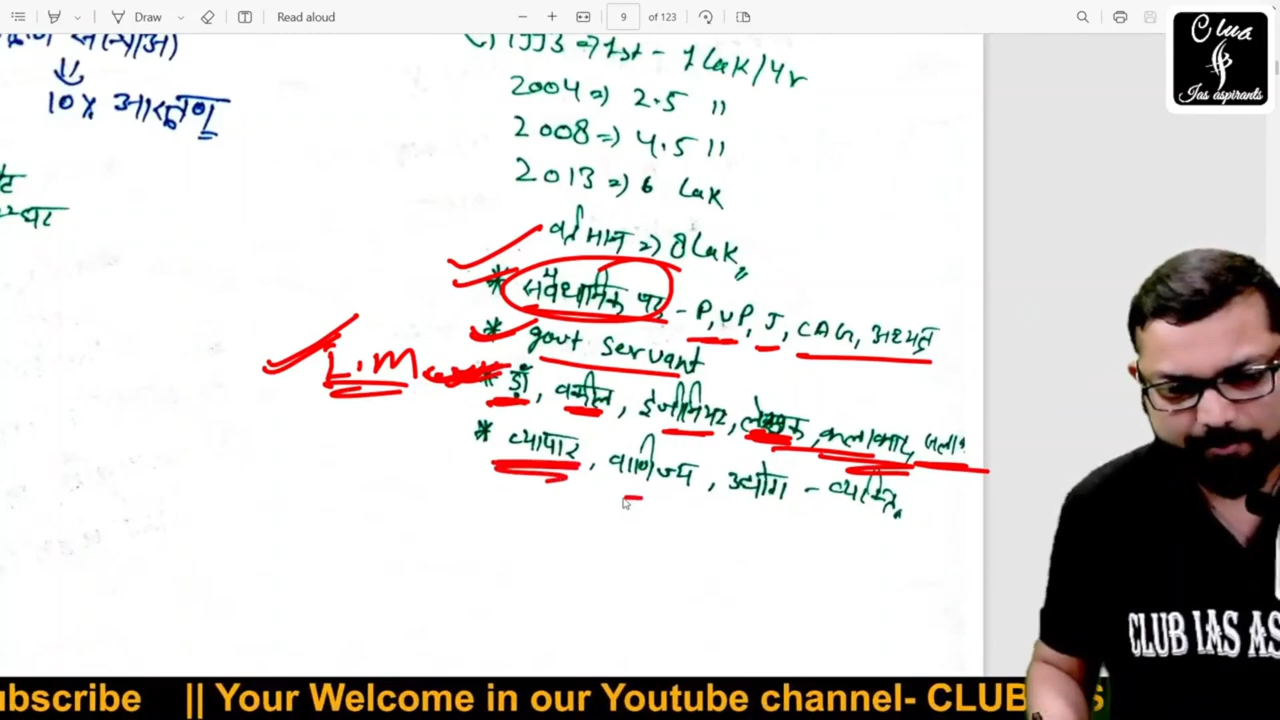 Draw
Read aloud
9 of 123
Clua
Ias aspirants
10% आरक्षण
1993 => 1st - 1 Lak/Yr
2004 => 2.5 "
2008 => 4.5 "
2013 => 6 Lak
वर्तमान => 8 Lak "
* संवैधानिक पद - P, VP, J, CAG, अध्यक्ष
* govt servant
L.M
* डॉ, वकील, इंजीनियर, लेखक, कलाकार,
* व्यापार, वाणिज्य, उद्योग - व्यक्ति
CLUB IAS AS
ubscribe || Your Welcome in our Youtube channel- CLUB